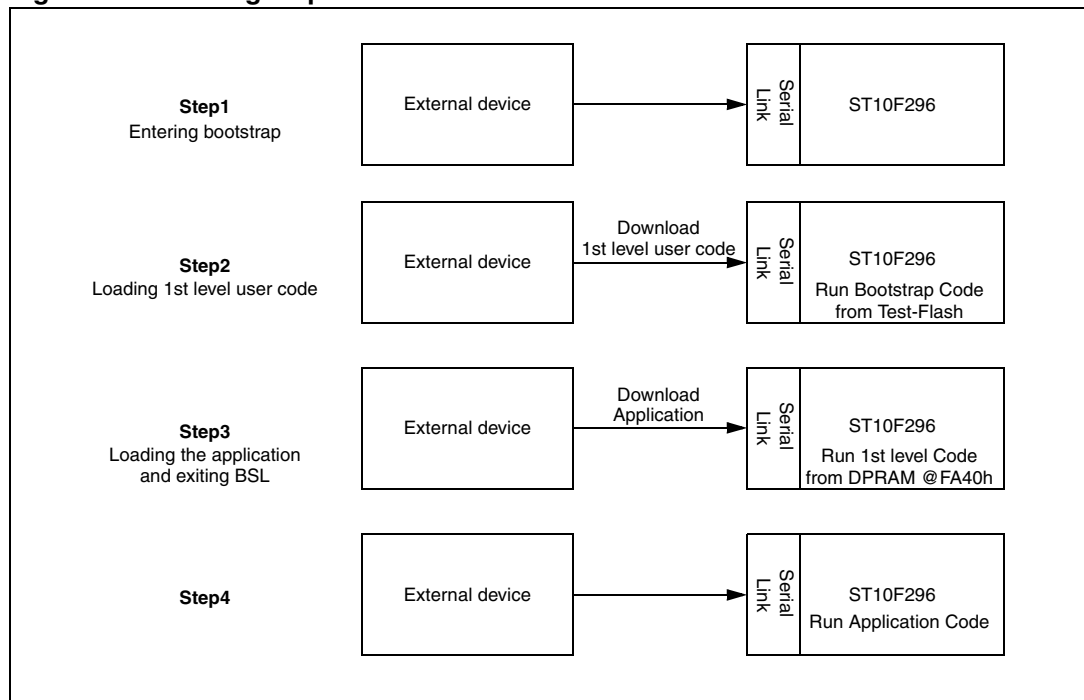 Step1
Entering bootstrap
External device
Serial
Link
ST10F296
Step2
Loading 1st level user code
External device
Download
1st level user code
Serial
Link
ST10F296
Run Bootstrap Code
from Test-Flash
Step3
Loading the application
and exiting BSL
External device
Download
Application
Serial
Link
ST10F296
Run 1st level Code
from DPRAM @FA40h
Step4
External device
Serial
Link
ST10F296
Run Application Code